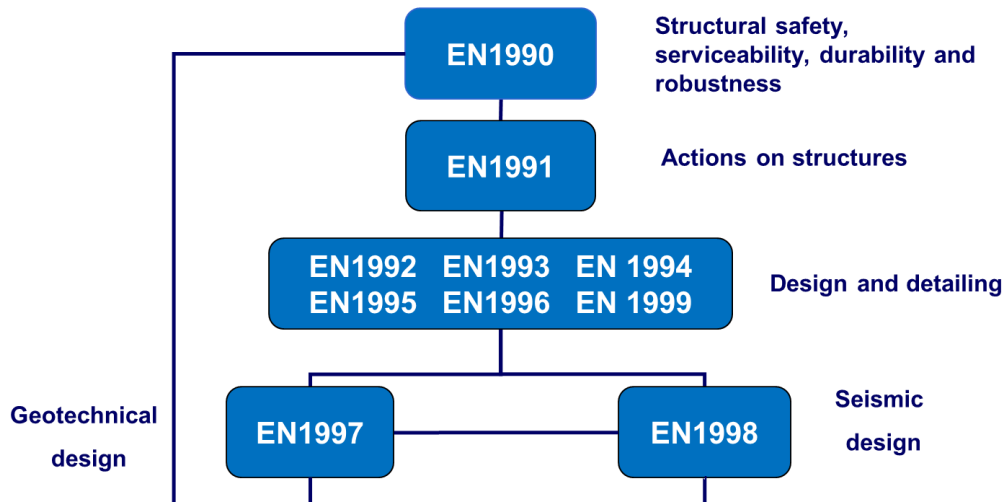 EN1990
Structural safety,
serviceability, durability and
robustness
EN1991
Actions on structures
EN1992 EN1993 EN 1994
EN1995 EN1996 EN 1999
Design and detailing
Geotechnical
design
EN1997
EN1998
Seismic
design